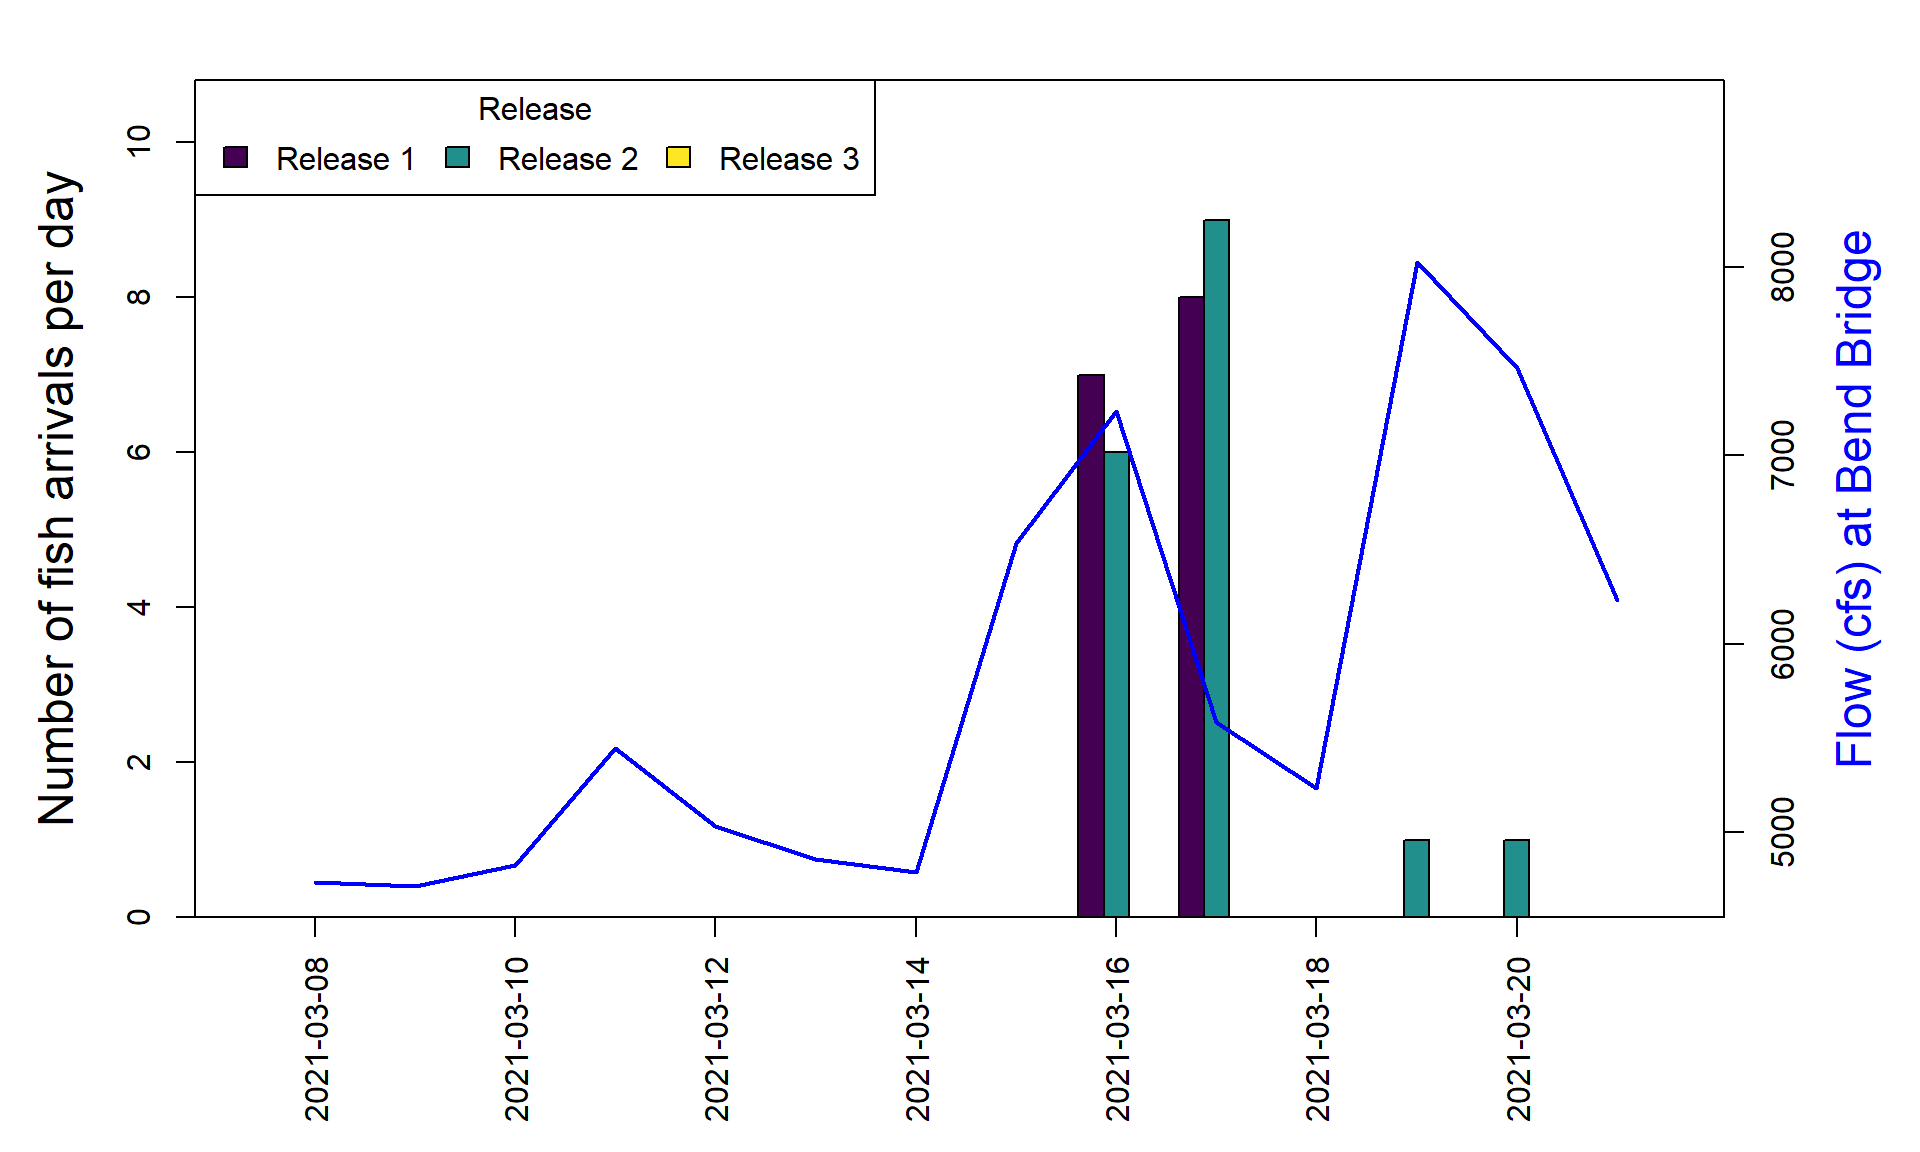 Release
Release 1
Release 2
Release 3
Number of fish arrivals per day
10
8
6
4
2
0
8000
7000
6000
5000
Flow (cfs) at Bend Bridge
2021-03-08
2021-03-10
2021-03-12
2021-03-14
2021-03-16
2021-03-18
2021-03-20